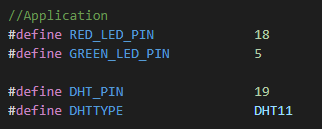 //Application
#define RED_LED_PIN 18
#define GREEN_LED_PIN 5
#define DHT_PIN 19
#define DHTTYPE DHT11